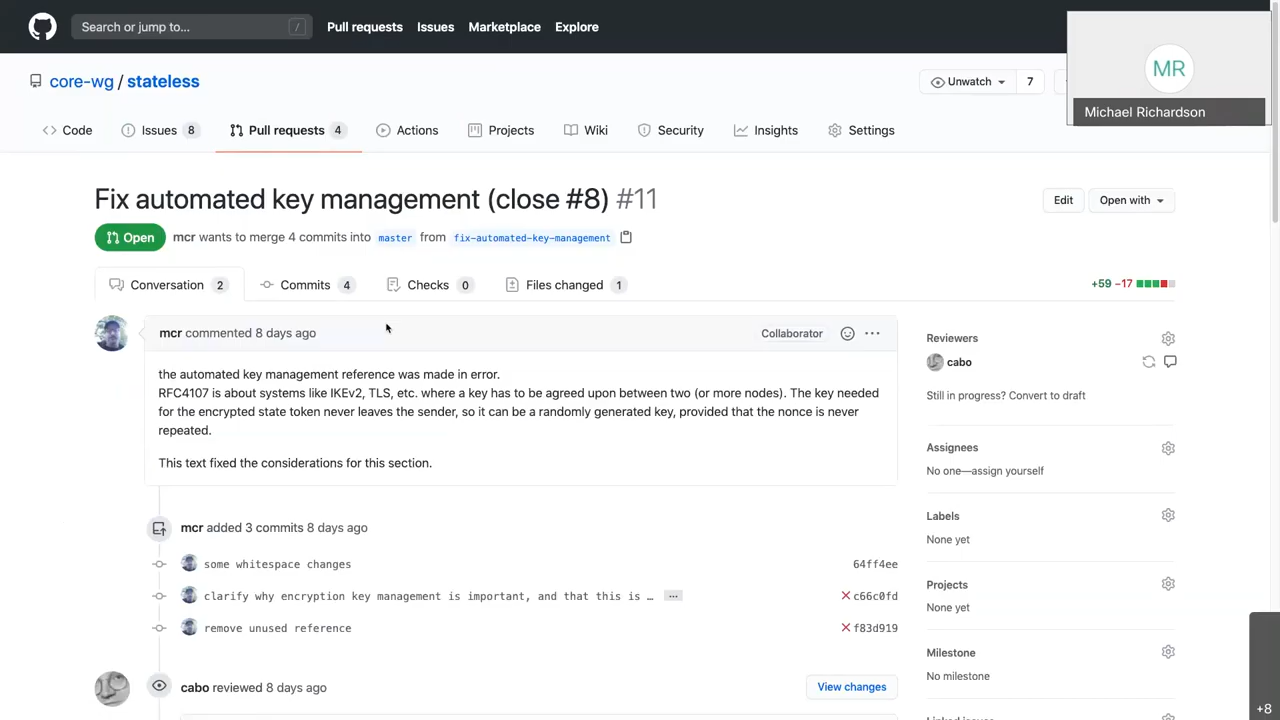 Search or jump to... /
Pull requests Issues Marketplace Explore
MR
Michael Richardson
core-wg / stateless
Unwatch 7
Code Issues 8 Pull requests 4 Actions Projects Wiki Security Insights Settings
Fix automated key management (close #8) #11
Edit Open with
Open mcr wants to merge 4 commits into master from fix-automated-key-management
Conversation 2 Commits 4 Checks 0 Files changed 1 +59 −17
mcr commented 8 days ago Collaborator ...
the automated key management reference was made in error.
RFC4107 is about systems like IKEv2, TLS, etc. where a key has to be agreed upon between two (or more nodes). The key needed
for the encrypted state token never leaves the sender, so it can be a randomly generated key, provided that the nonce is never
repeated.
This text fixed the considerations for this section.
mcr added 3 commits 8 days ago
some whitespace changes 64ff4ee
clarify why encryption key management is important, and that this is … ... c66c0fd
remove unused reference f83d919
cabo reviewed 8 days ago View changes
Reviewers
cabo
Still in progress? Convert to draft
Assignees
No one—assign yourself
Labels
None yet
Projects
None yet
Milestone
No milestone
+8